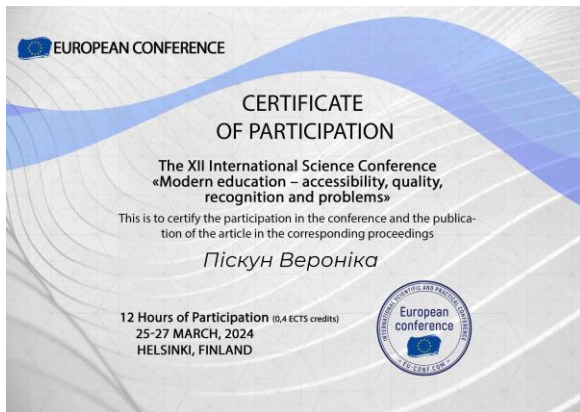 EUROPEAN CONFERENCE
CERTIFICATE
OF PARTICIPATION
The XII International Science Conference
«Modern education – accessibility, quality,
recognition and problems»
This is to certify the participation in the conference and the publica-
tion of the article in the corresponding proceedings
Піскун Вероніка
12 Hours of Participation (0,4 ECTS credits)
25-27 MARCH, 2024
HELSINKI, FINLAND
INTERNATIONAL SCIENTIFIC AND PRACTICAL CONFERENCE
European
conference
EU-CONF.COM